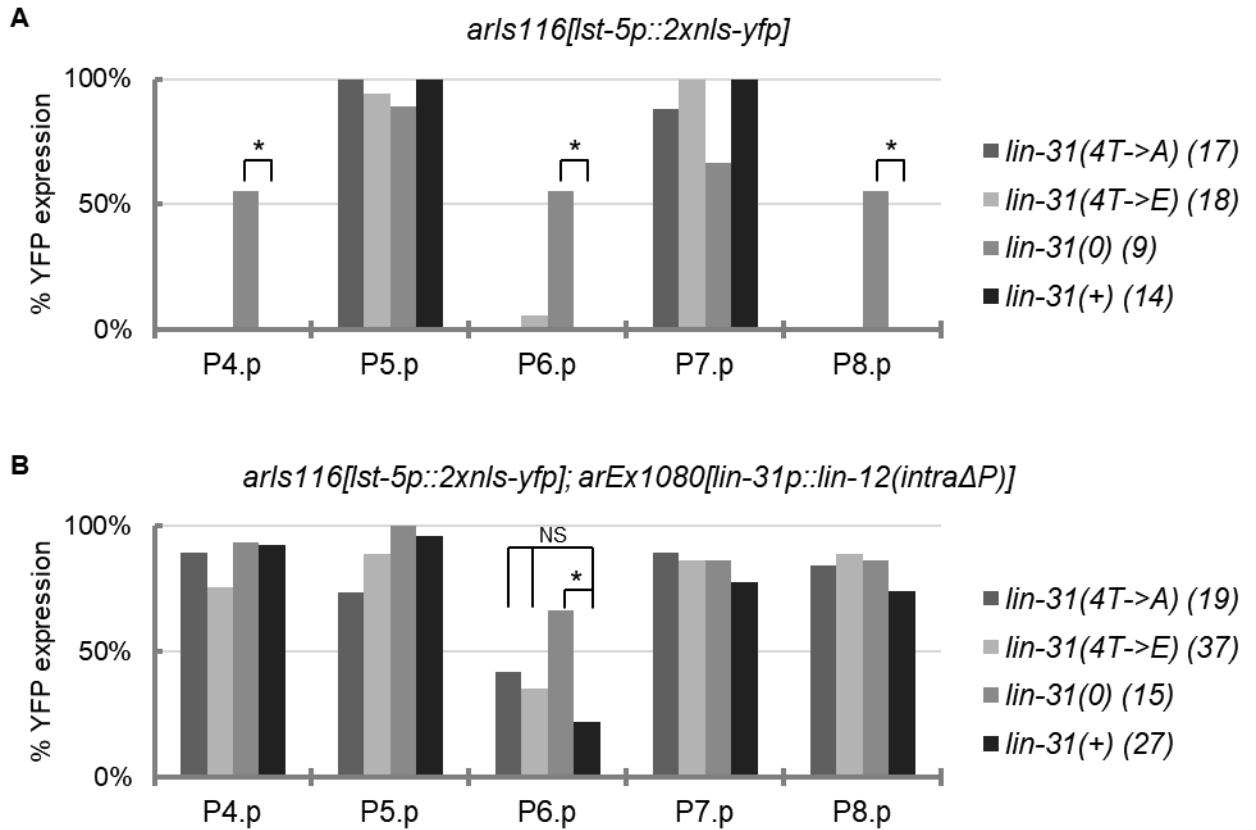 A
arIs116[lst-5p::2xnls-yfp]
100%
50%
0%
% YFP expression
*
*
*
P4.p P5.p P6.p P7.p P8.p
lin-31(4T->A) (17)
lin-31(4T->E) (18)
lin-31(0) (9)
lin-31(+) (14)
B
arIs116[lst-5p::2xnls-yfp]; arEx1080[lin-31p::lin-12(intraΔP)]
100%
50%
0%
% YFP expression
NS
*
P4.p P5.p P6.p P7.p P8.p
lin-31(4T->A) (19)
lin-31(4T->E) (37)
lin-31(0) (15)
lin-31(+) (27)